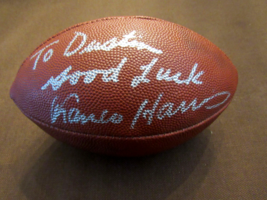 To Dustin
Good Luck
Franco Harris